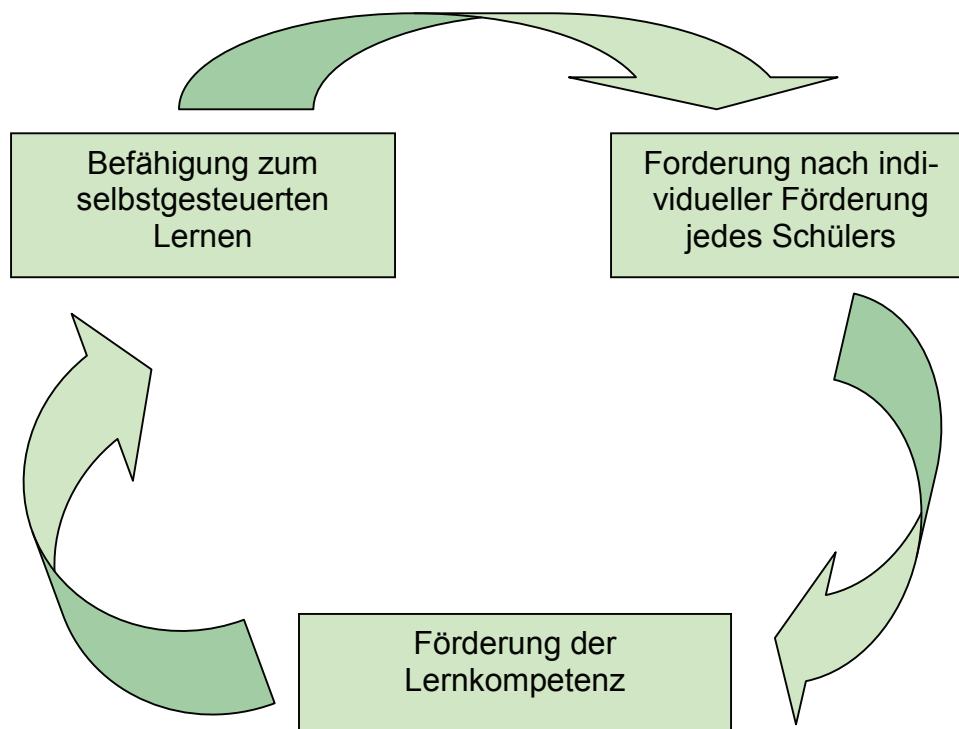 Befähigung zum
selbstgesteuerten
Lernen
Forderung nach indi-
vidueller Förderung
jedes Schülers
Förderung der
Lernkompetenz